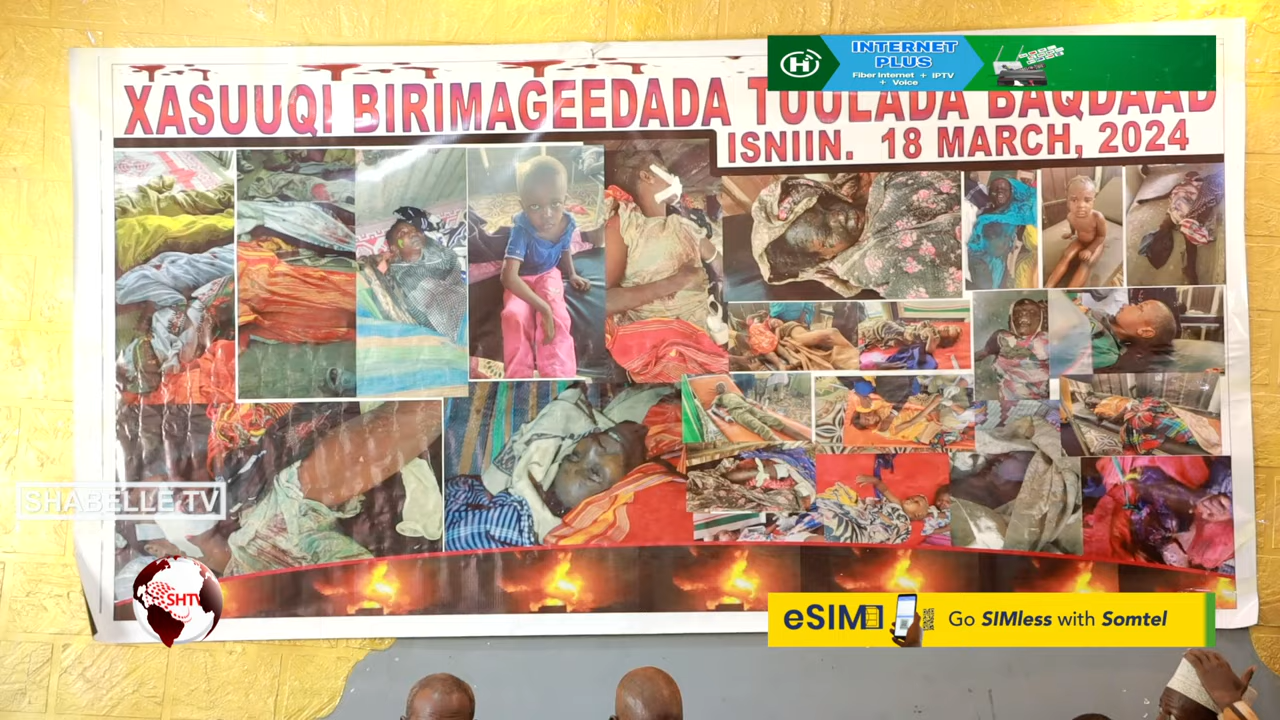 XASUUQI BIRIMAGEEDADA TUULADA BAQDAAD
ISNIIN. 18 MARCH, 2024
INTERNET
PLUS
Fiber Internet + IPTV
+ Voice
SHABELLE TV
SHTV
eSIM
Go SIMless with Somtel